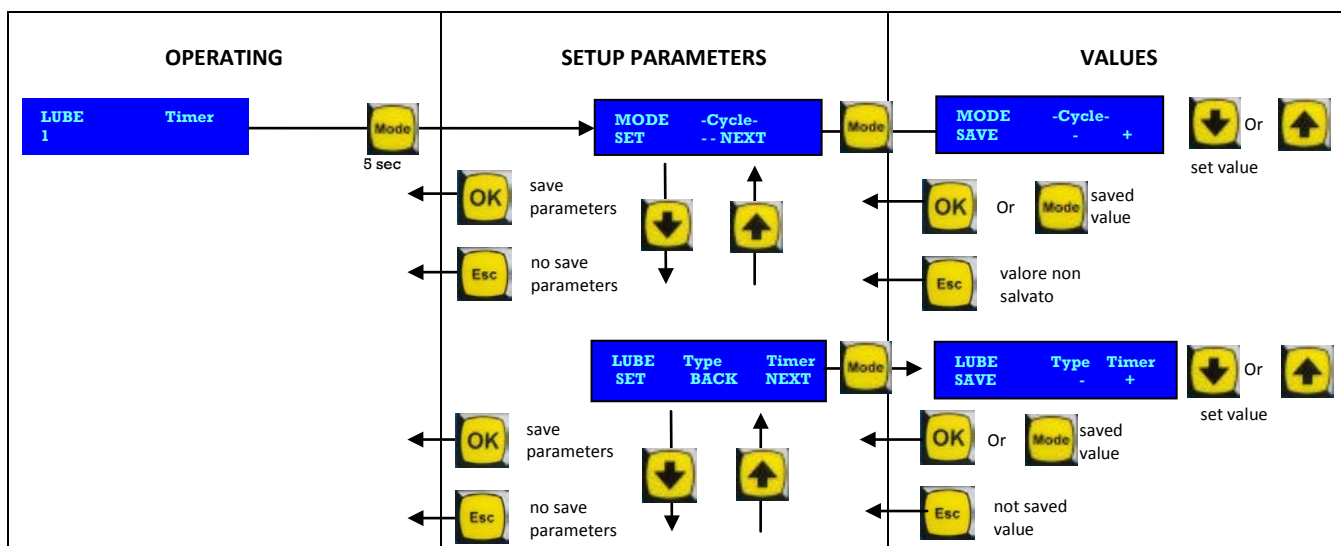 OPERATING
SETUP PARAMETERS
VALUES
LUBE Timer
1
Mode
5 sec
MODE -Cycle-
SET - - NEXT
Mode
MODE -Cycle-
SAVE - +
Or
set value
OK
save
parameters
Esc
no save
parameters
OK
Or
Mode
saved
value
Esc
valore non
salvato
LUBE Type Timer
SET BACK NEXT
Mode
LUBE Type Timer
SAVE - +
Or
set value
OK
save
parameters
Esc
no save
parameters
OK
Or
Mode
saved
value
Esc
not saved
value